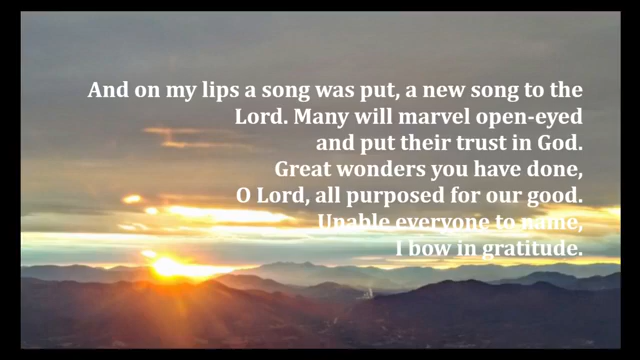 And on my lips a song was put, a new song to the
Lord. Many will marvel open-eyed
and put their trust in God.
Great wonders you have done,
O Lord, all purposed for our good.
Unable everyone to name,
I bow in gratitude.